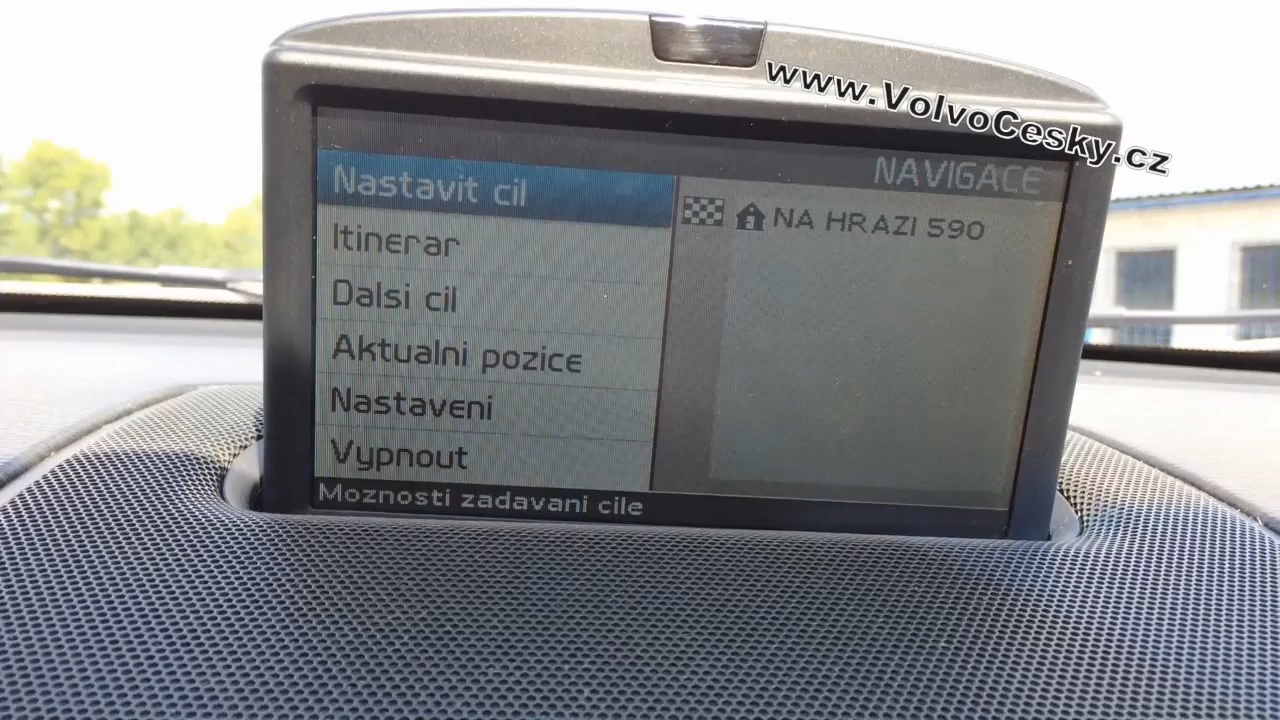 www.VolvoCesky.cz
NAVIGACE
Nastavit cil
Itinerar
Dalsi cil
Aktualni pozice
Nastaveni
Vypnout
NA HRAZI 590
Moznosti zadavani cile